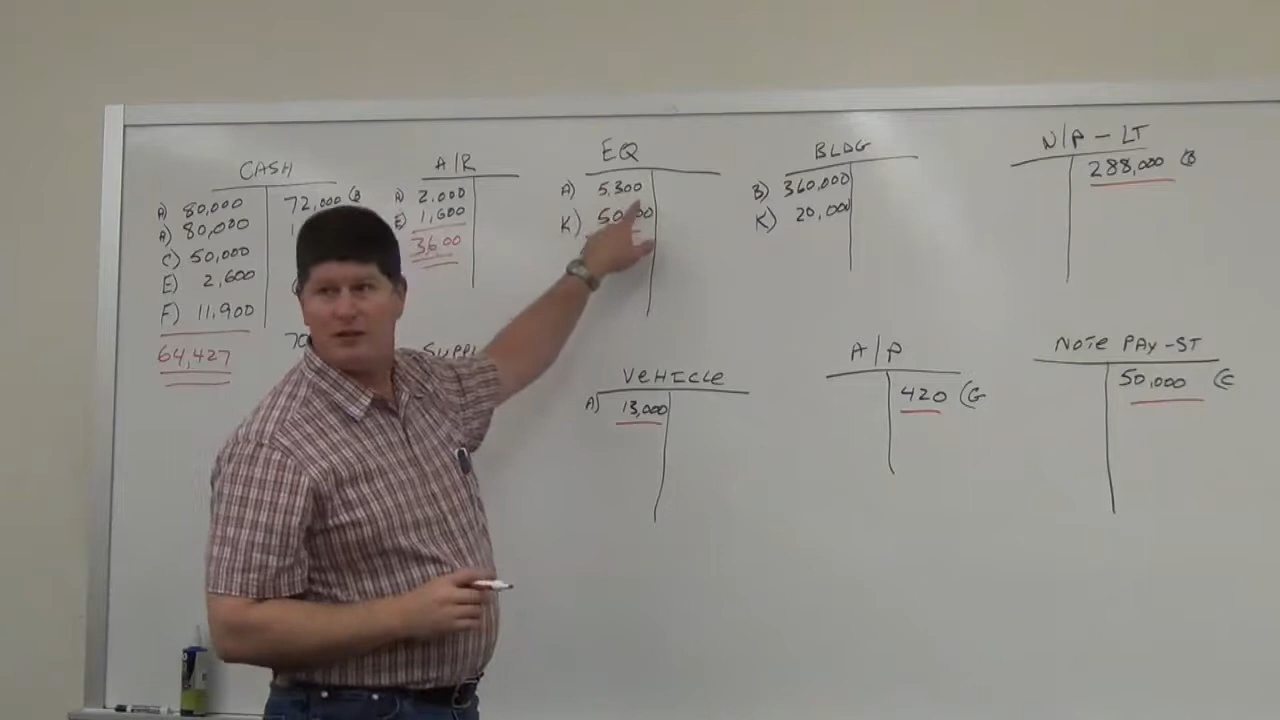 CASH
A) 80,000
A) 80,000
C) 50,000
E) 2,600
F) 11,900
64,427
72,000 (B
A/R
A) 2,000
E) 1,600
3600
SUPPL
EQ
A) 5,300
K)
BLDG
B) 360,000
K) 20,000
N/P - LT
288,000 (B
VEHICLE
A) 13,000
A/P
420 (G
NOTE PAY-ST
50,000 (C